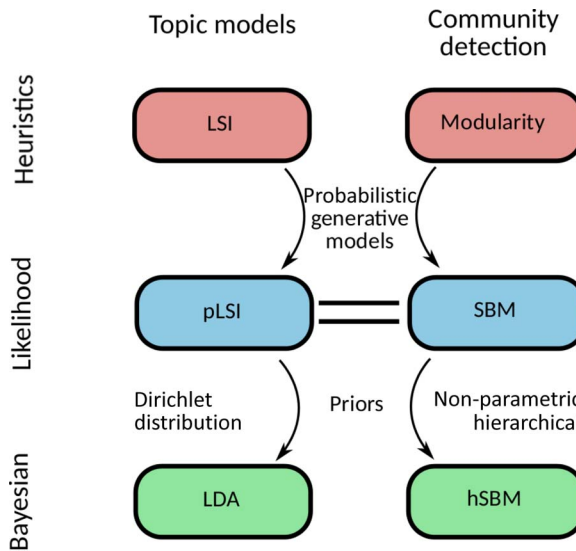 Topic models
Community
detection
Heuristics
LSI
Modularity
Probabilistic
generative
models
Likelihood
pLSI
SBM
Dirichlet
distribution
Priors
Non-parametric
hierarchica
Bayesian
LDA
hSBM